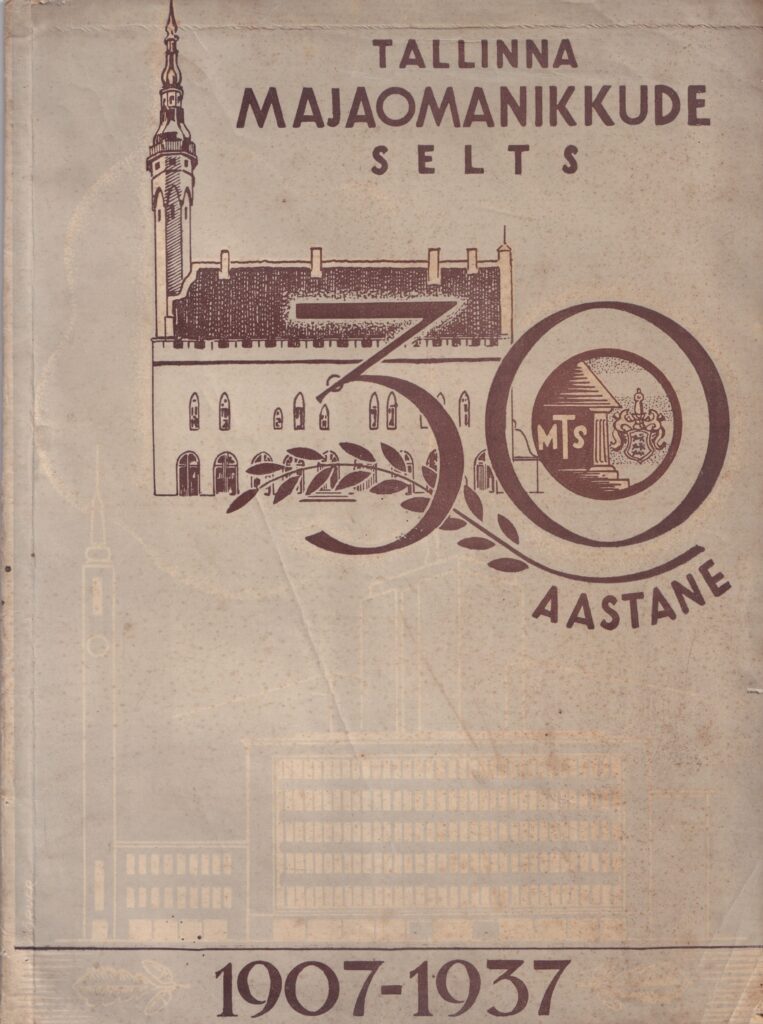 TALLINNA
MAJAOMANIKKUDE
SELTS
30
MTS
AASTANE
1907-1937